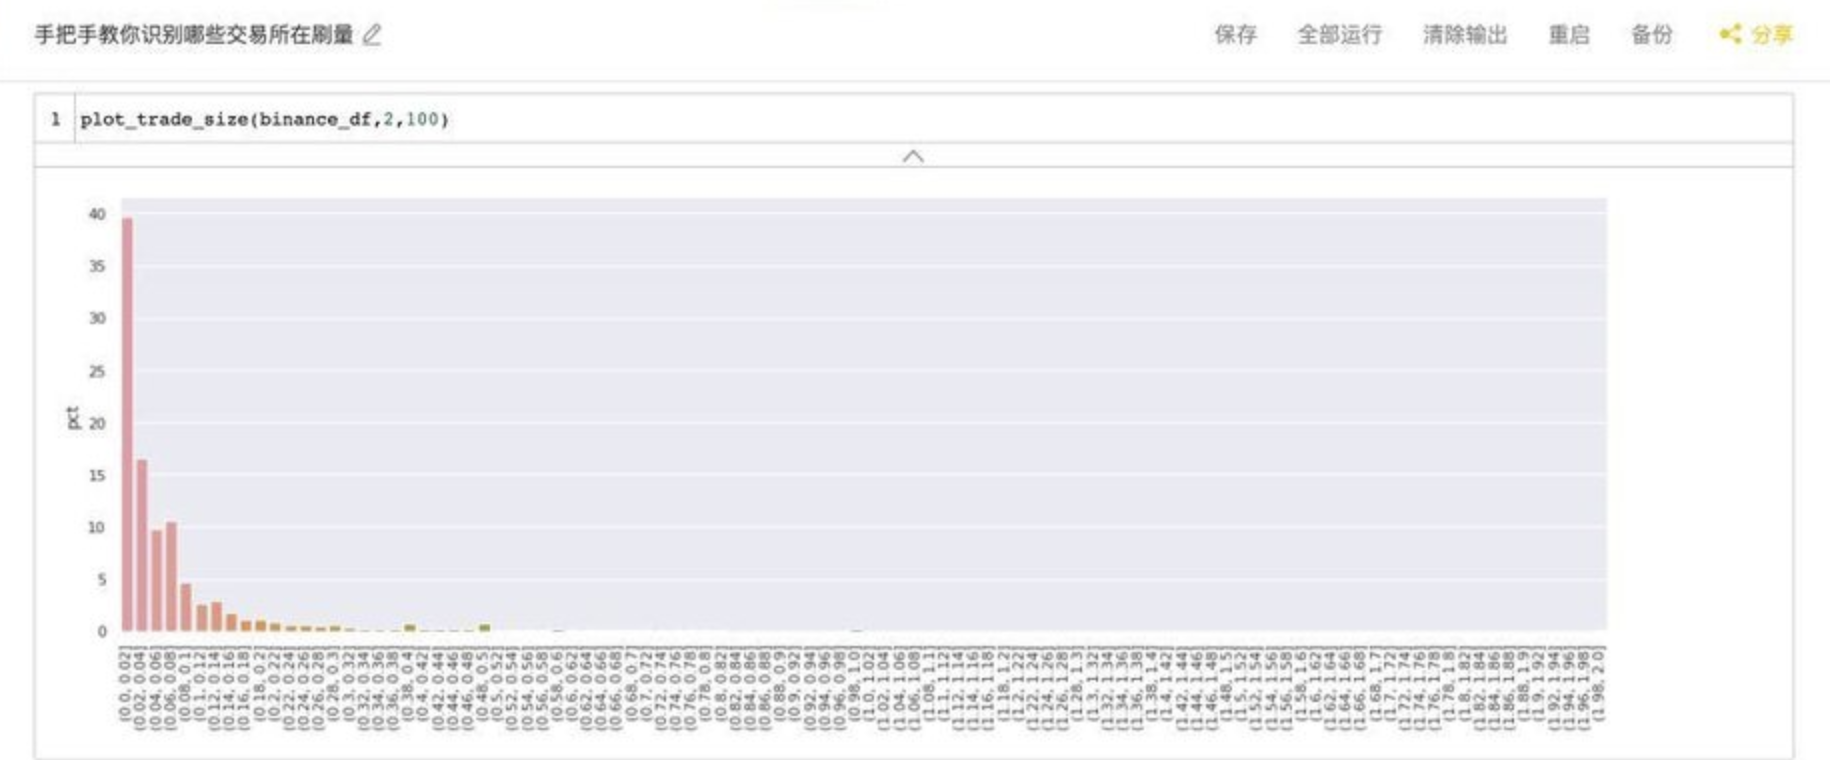 手把手教你识别哪些交易所在刷量
保存 全部运行 清除输出 重启 备份 分享
1 plot_trade_size(binance_df,2,100)
40
35
30
25
20
15
10
5
0
pct
(0.0, 0.02] (0.02, 0.04] (0.04, 0.06] (0.06, 0.08] (0.08, 0.1] (0.1, 0.12] (0.12, 0.14] (0.14, 0.16] (0.16, 0.18] (0.18, 0.2] (0.2, 0.22] (0.22, 0.24] (0.24, 0.26] (0.26, 0.28] (0.28, 0.3] (0.3, 0.32] (0.32, 0.34] (0.34, 0.36] (0.36, 0.38] (0.38, 0.4] (0.4, 0.42] (0.42, 0.44] (0.44, 0.46] (0.46, 0.48] (0.48, 0.5] (0.5, 0.52] (0.52, 0.54] (0.54, 0.56] (0.56, 0.58] (0.58, 0.6] (0.6, 0.62] (0.62, 0.64] (0.64, 0.66] (0.66, 0.68] (0.68, 0.7] (0.7, 0.72] (0.72, 0.74] (0.74, 0.76] (0.76, 0.78] (0.78, 0.8] (0.8, 0.82] (0.82, 0.84] (0.84, 0.86] (0.86, 0.88] (0.88, 0.9] (0.9, 0.92] (0.92, 0.94] (0.94, 0.96] (0.96, 0.98] (0.98, 1.0] (1.0, 1.02] (1.02, 1.04] (1.04, 1.06] (1.06, 1.08] (1.08, 1.1] (1.1, 1.12] (1.12, 1.14] (1.14, 1.16] (1.16, 1.18] (1.18, 1.2] (1.2, 1.22] (1.22, 1.24] (1.24, 1.26] (1.26, 1.28] (1.28, 1.3] (1.3, 1.32] (1.32, 1.34] (1.34, 1.36] (1.36, 1.38] (1.38, 1.4] (1.4, 1.42] (1.42, 1.44] (1.44, 1.46] (1.46, 1.48] (1.48, 1.5] (1.5, 1.52] (1.52, 1.54] (1.54, 1.56] (1.56, 1.58] (1.58, 1.6] (1.6, 1.62] (1.62, 1.64] (1.64, 1.66] (1.66, 1.68] (1.68, 1.7] (1.7, 1.72] (1.72, 1.74] (1.74, 1.76] (1.76, 1.78] (1.78, 1.8] (1.8, 1.82] (1.82, 1.84] (1.84, 1.86] (1.86, 1.88] (1.88, 1.9] (1.9, 1.92] (1.92, 1.94] (1.94, 1.96] (1.96, 1.98] (1.98, 2.0]